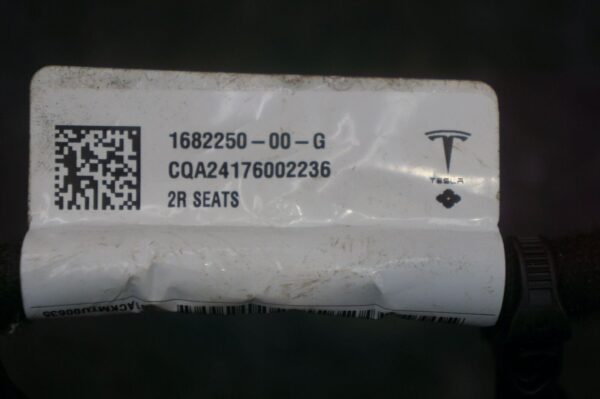 1682250-00-G
CQA24176002236
2R SEATS
TESLA